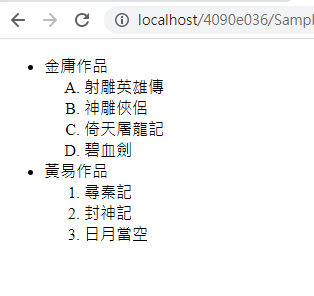 localhost/4090e036/Sampl
• 金庸作品
A. 射雕英雄傳
B. 神雕俠侶
C. 倚天屠龍記
D. 碧血劍
• 黃易作品
1. 尋秦記
2. 封神記
3. 日月當空